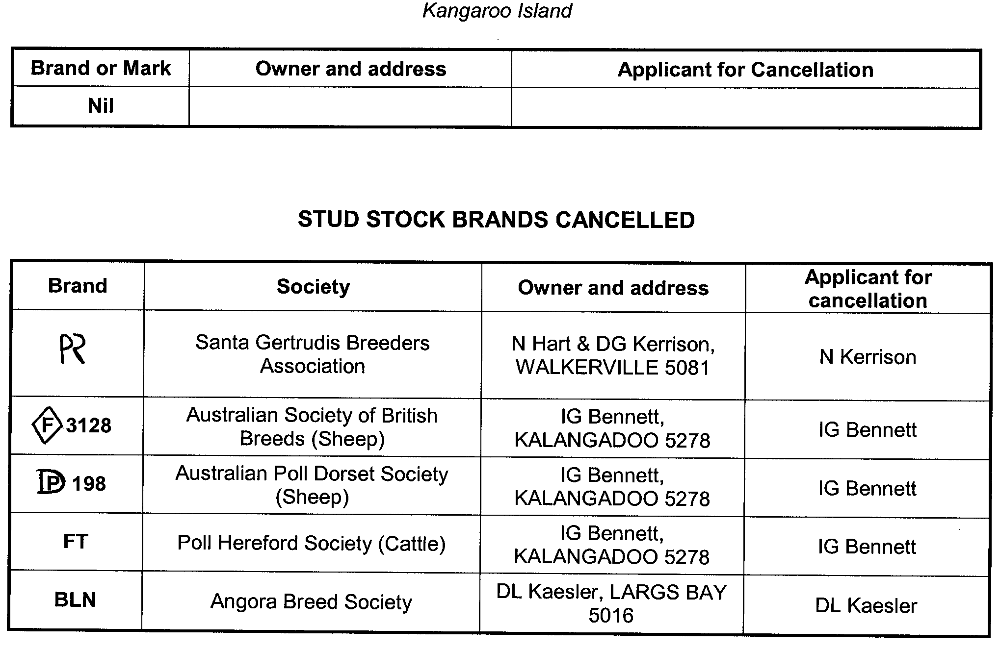 Kangaroo Island
Brand or Mark
Owner and address
Applicant for Cancellation
Nil
STUD STOCK BRANDS CANCELLED
Brand
Society
Owner and address
Applicant for
cancellation
PR
Santa Gertrudis Breeders
Association
N Hart & DG Kerrison,
WALKERVILLE 5081
N Kerrison
F 3128
Australian Society of British
Breeds (Sheep)
IG Bennett,
KALANGADOO 5278
IG Bennett
DP 198
Australian Poll Dorset Society
(Sheep)
IG Bennett,
KALANGADOO 5278
IG Bennett
FT
Poll Hereford Society (Cattle)
IG Bennett,
KALANGADOO 5278
IG Bennett
BLN
Angora Breed Society
DL Kaesler, LARGS BAY
5016
DL Kaesler